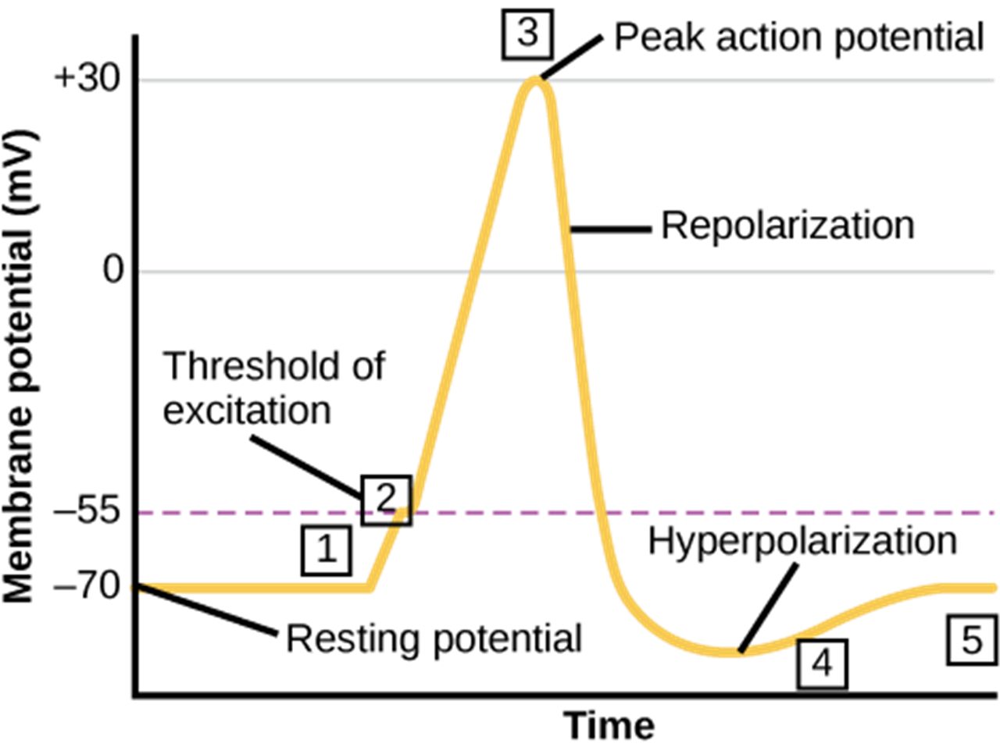 3
Peak action potential
+30
Membrane potential (mV)
Repolarization
0
Threshold of
excitation
2
–55
1
Hyperpolarization
–70
Resting potential
5
4
Time